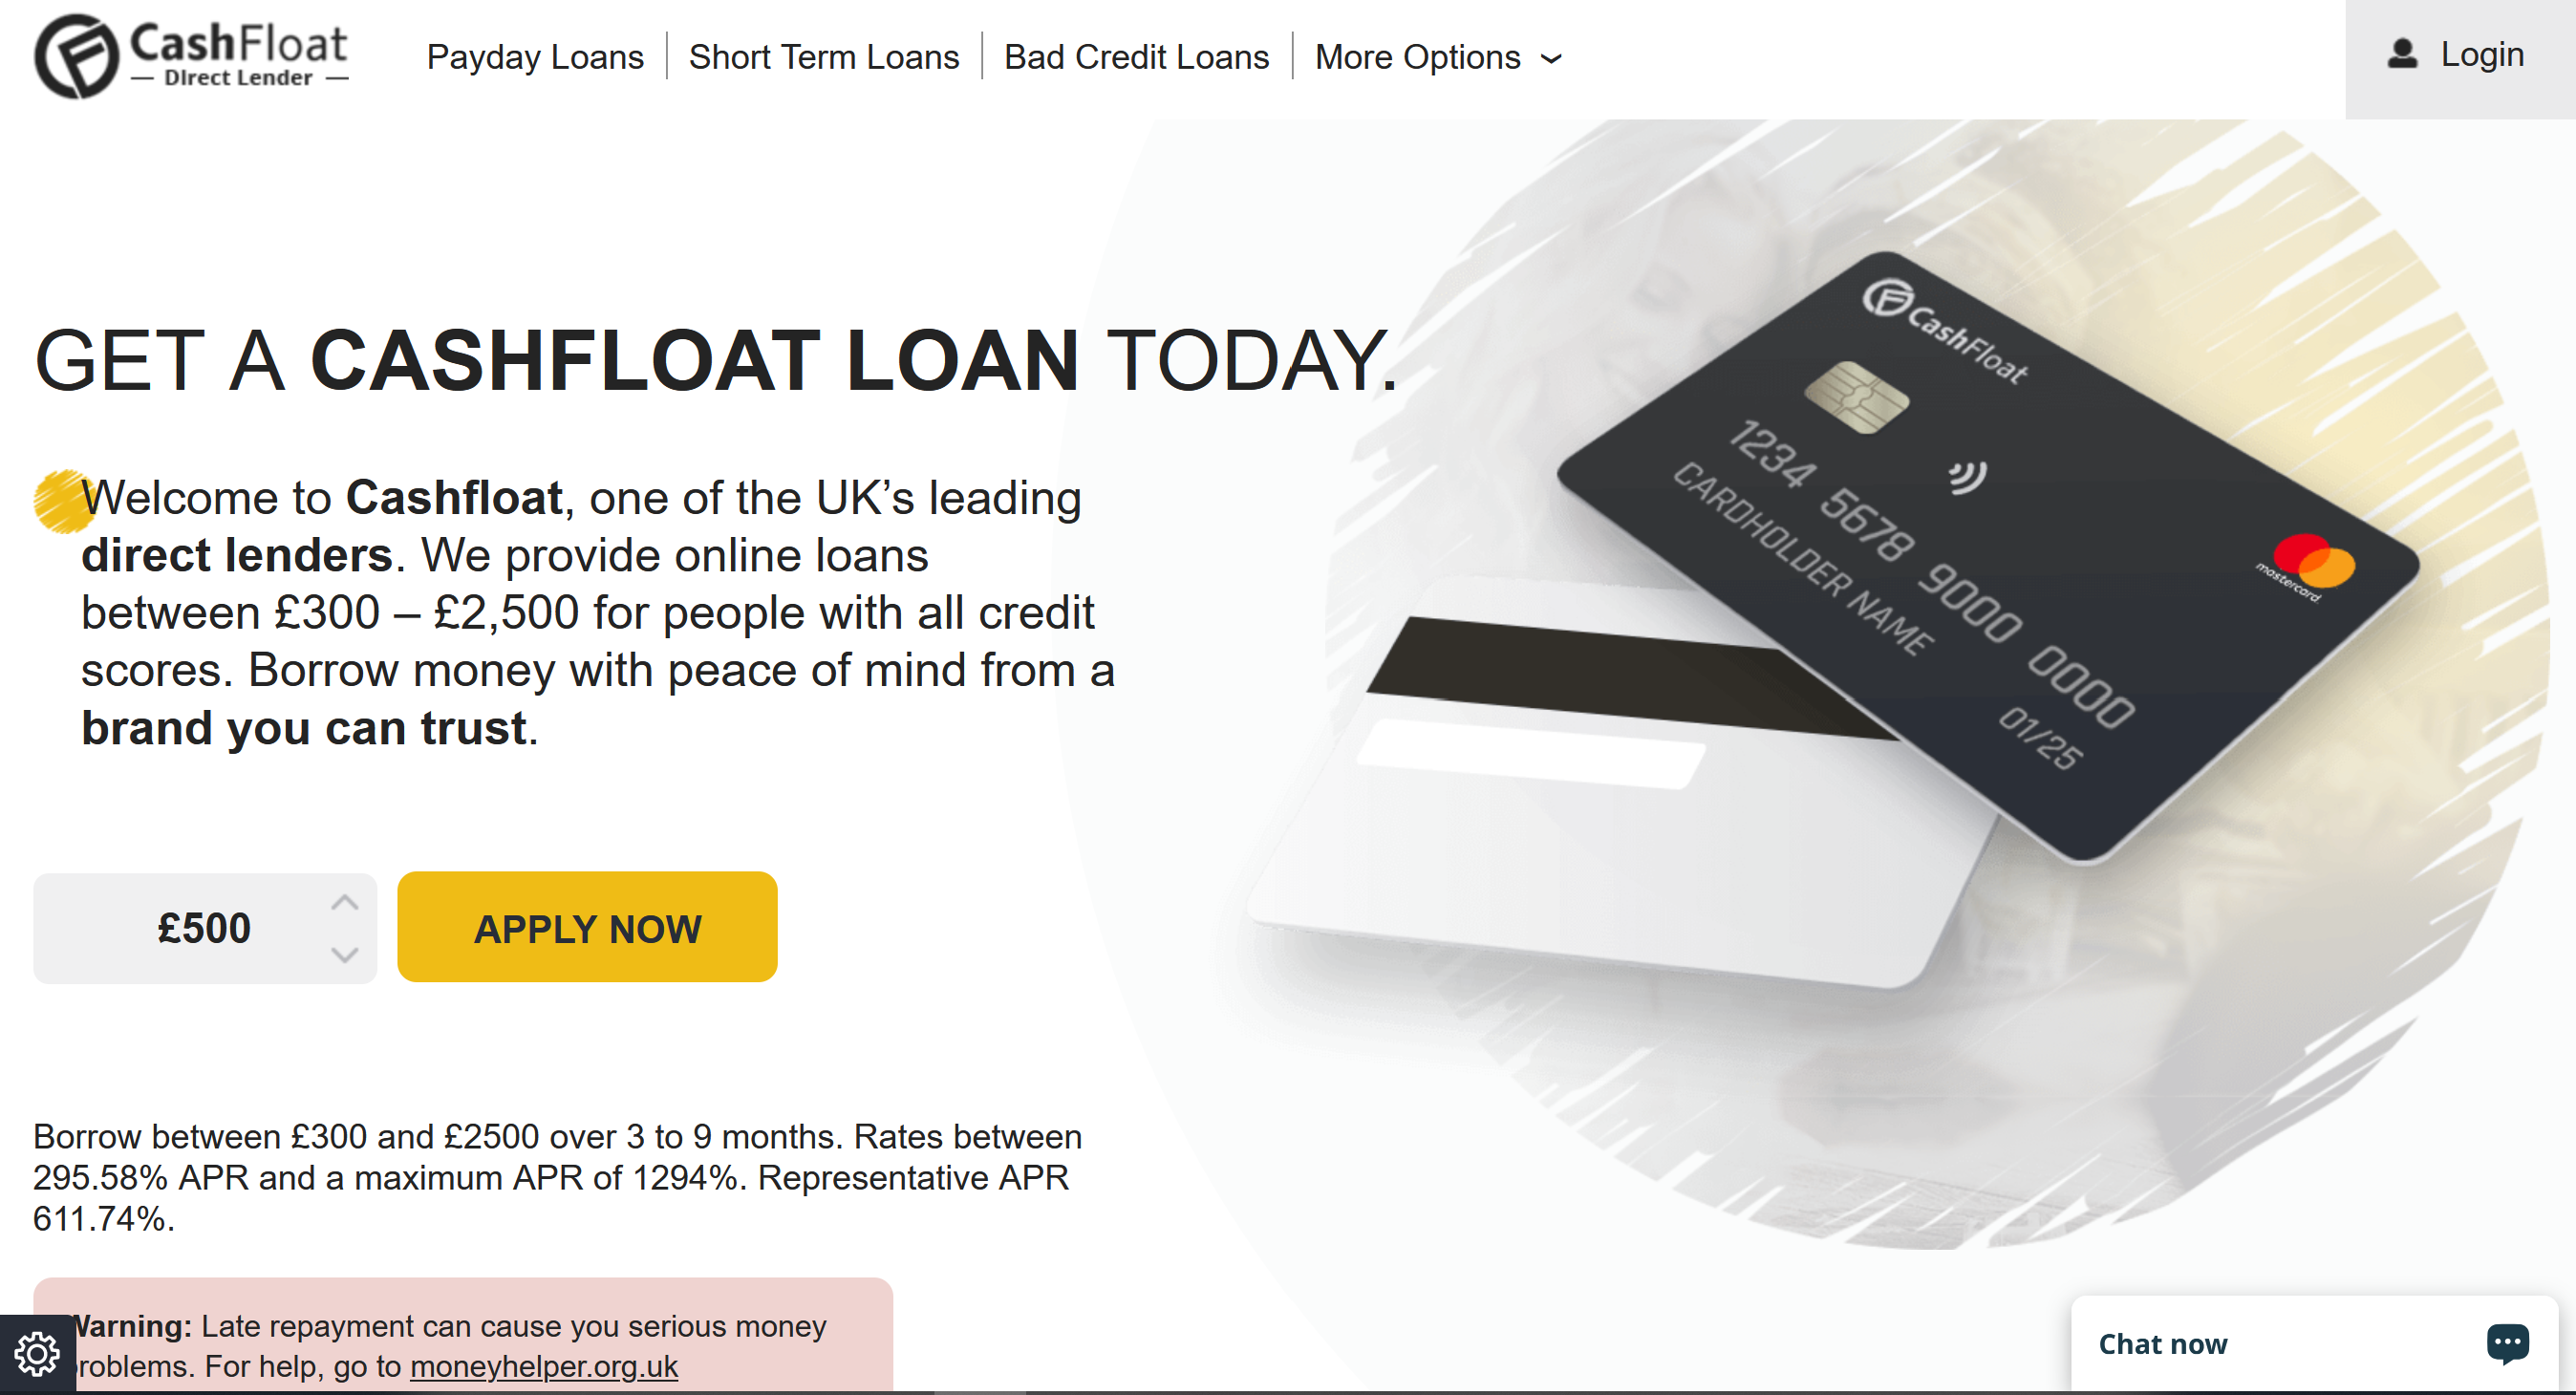 CashFloat
Direct Lender
Payday Loans
Short Term Loans
Bad Credit Loans
More Options
Login
GET A CASHFLOAT LOAN TODAY.
Welcome to Cashfloat, one of the UK’s leading
direct lenders. We provide online loans
between £300 – £2,500 for people with all credit
scores. Borrow money with peace of mind from a
brand you can trust.
£500
APPLY NOW
CashFloat
1234 5678 9000 0000
CARDHOLDER NAME
01/25
mastercard
Borrow between £300 and £2500 over 3 to 9 months. Rates between
295.58% APR and a maximum APR of 1294%. Representative APR
611.74%.
Warning: Late repayment can cause you serious money
problems. For help, go to moneyhelper.org.uk
Chat now